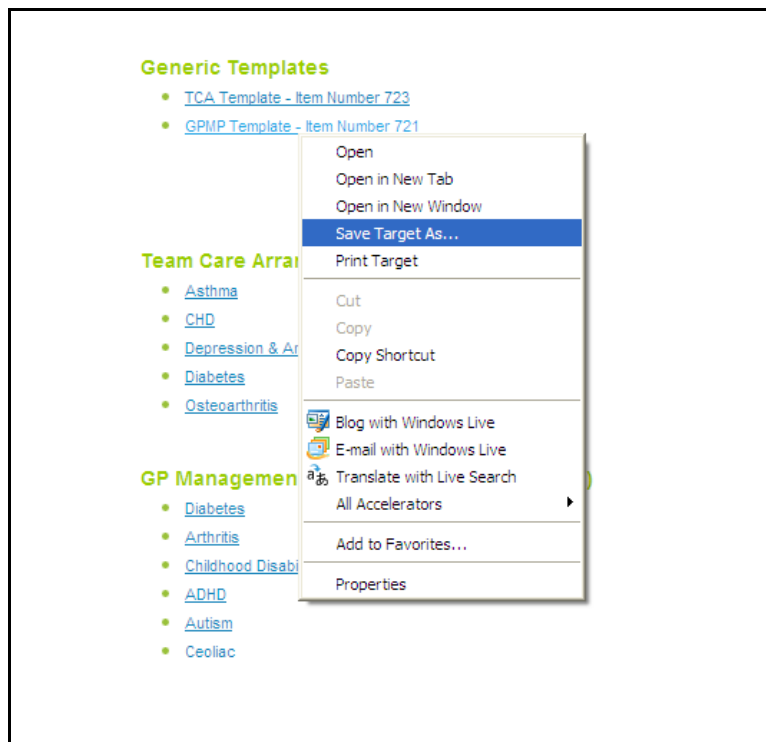 Generic Templates
TCA Template - Item Number 723
GPMP Template - Item Number 721
Open
Open in New Tab
Open in New Window
Save Target As...
Print Target
Cut
Copy
Copy Shortcut
Paste
Blog with Windows Live
E-mail with Windows Live
Translate with Live Search
All Accelerators
Add to Favorites...
Properties
Team Care Arra
Asthma
CHD
Depression & A
Diabetes
Osteoarthritis
GP Managemen
)
Diabetes
Arthritis
Childhood Disabi
ADHD
Autism
Ceoliac